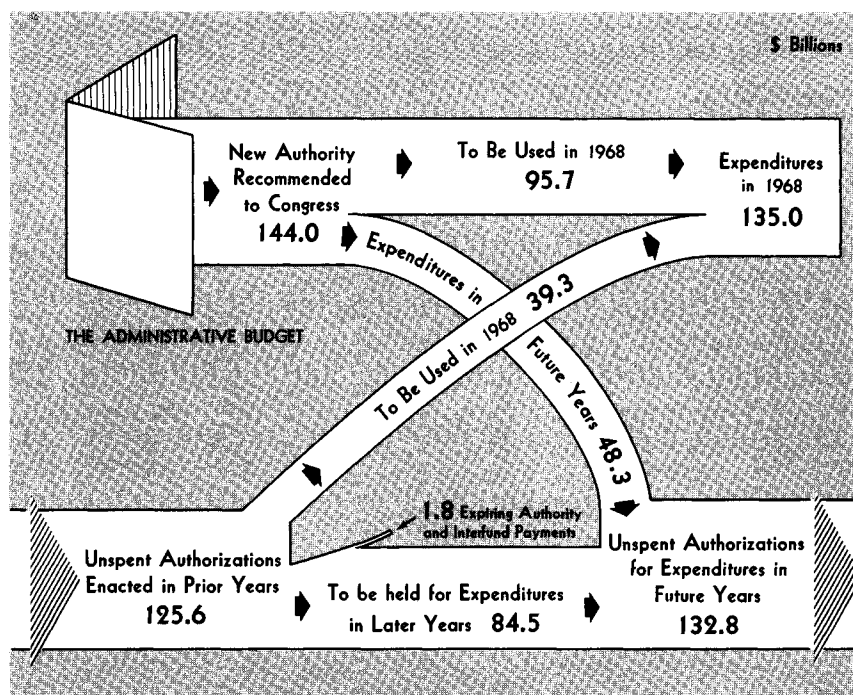 $ Billions
New Authority
Recommended
to Congress
144.0
To Be Used in 1968
95.7
Expenditures
in 1968
135.0
Expenditures in
Future Years 48.3
To Be Used in 1968 39.3
THE ADMINISTRATIVE BUDGET
1.8 Expiring Authority
and Interfund Payments
Unspent Authorizations
Enacted in Prior Years
125.6
To be held for Expenditures
in Later Years 84.5
Unspent Authorizations
for Expenditures in
Future Years
132.8